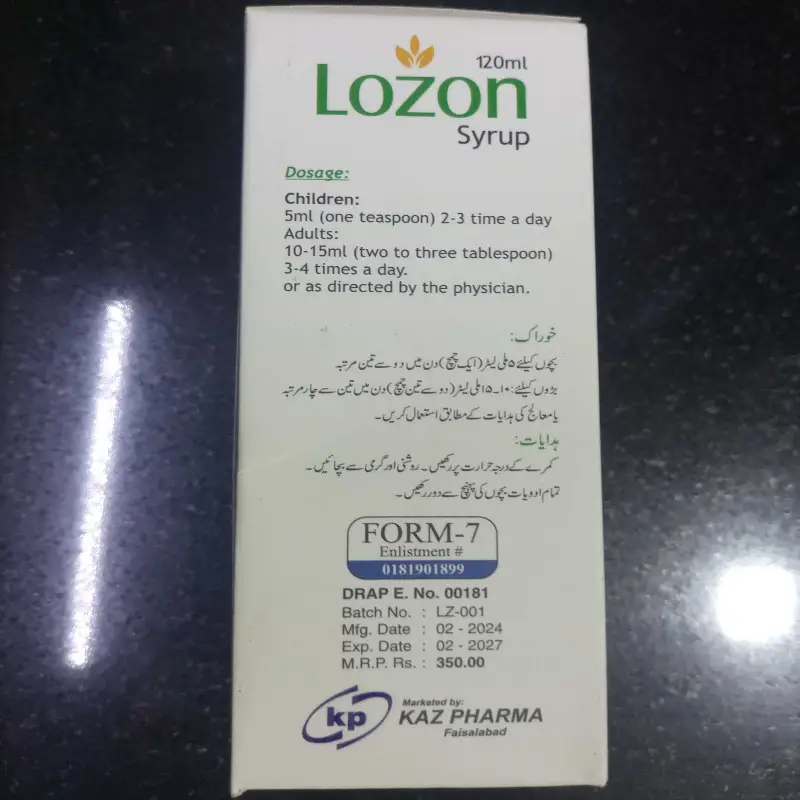 120ml
Lozon
Syrup
Dosage:
Children:
5ml (one teaspoon) 2-3 time a day
Adults:
10-15ml (two to three tablespoon)
3-4 times a day.
or as directed by the physician.
خوراک:
بچوں کیلئے ۵ ملی لیٹر (ایک چمچ) دن میں دو سے تین مرتبہ
بڑوں کیلئے: ۱۰۔۱۵ ملی لیٹر (دو سے تین چمچ) دن میں تین سے چار مرتبہ
یا معالج کی ہدایات کے مطابق استعمال کریں۔
ہدایات:
کمرے کے درجہ حرارت پر رکھیں۔ روشنی اور گرمی سے بچائیں۔
تمام ادویات بچوں کی پہنچ سے دور رکھیں۔
FORM-7
Enlistment #
0181901899
DRAP E. No. 00181
Batch No. : LZ-001
Mfg. Date : 02 - 2024
Exp. Date : 02 - 2027
M.R.P. Rs. : 350.00
kp
Marketed by:
KAZ PHARMA
Faisalabad